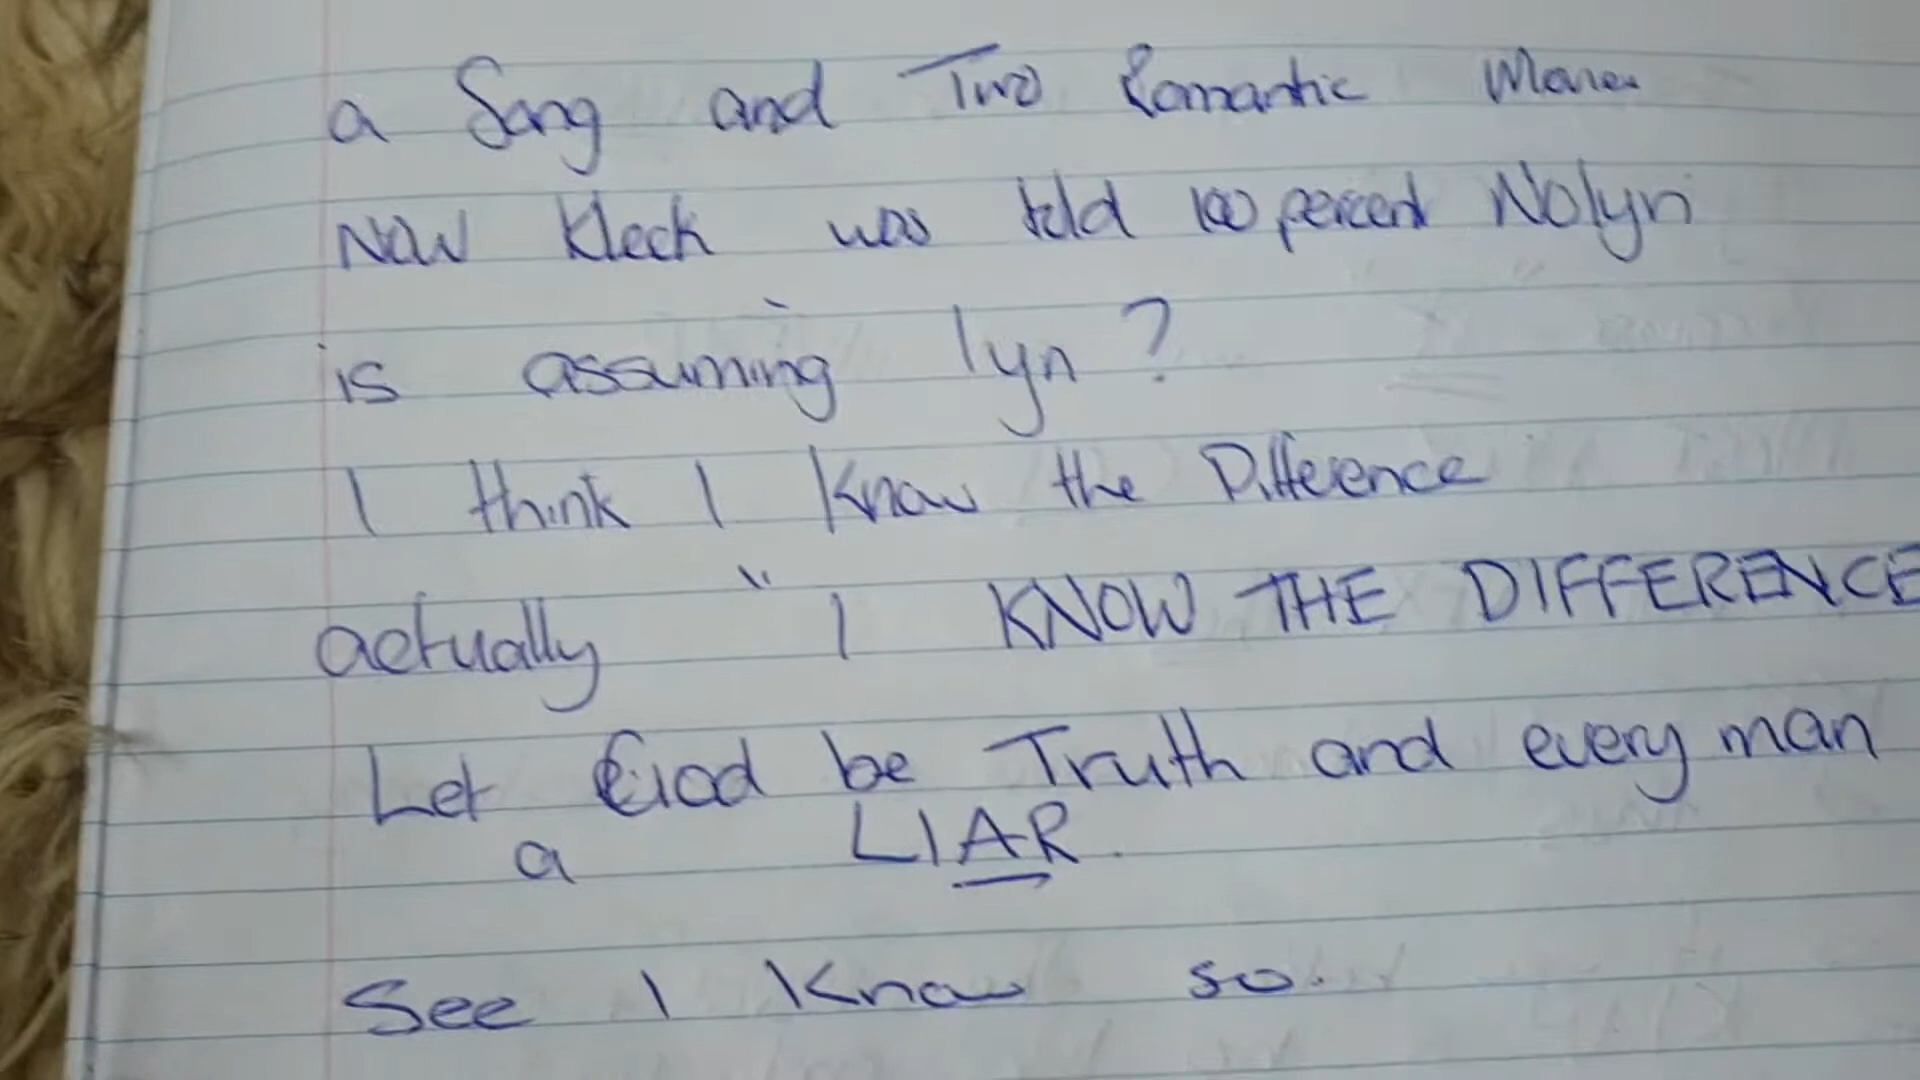 a Song and Two Romantic
Now Kleck was told 100 percent Nolyn
is assuming lyn?
I think I Know the Difference
actually "I KNOW THE DIFFERENCE
Let God be Truth and every man
a LIAR.
See I Know so.